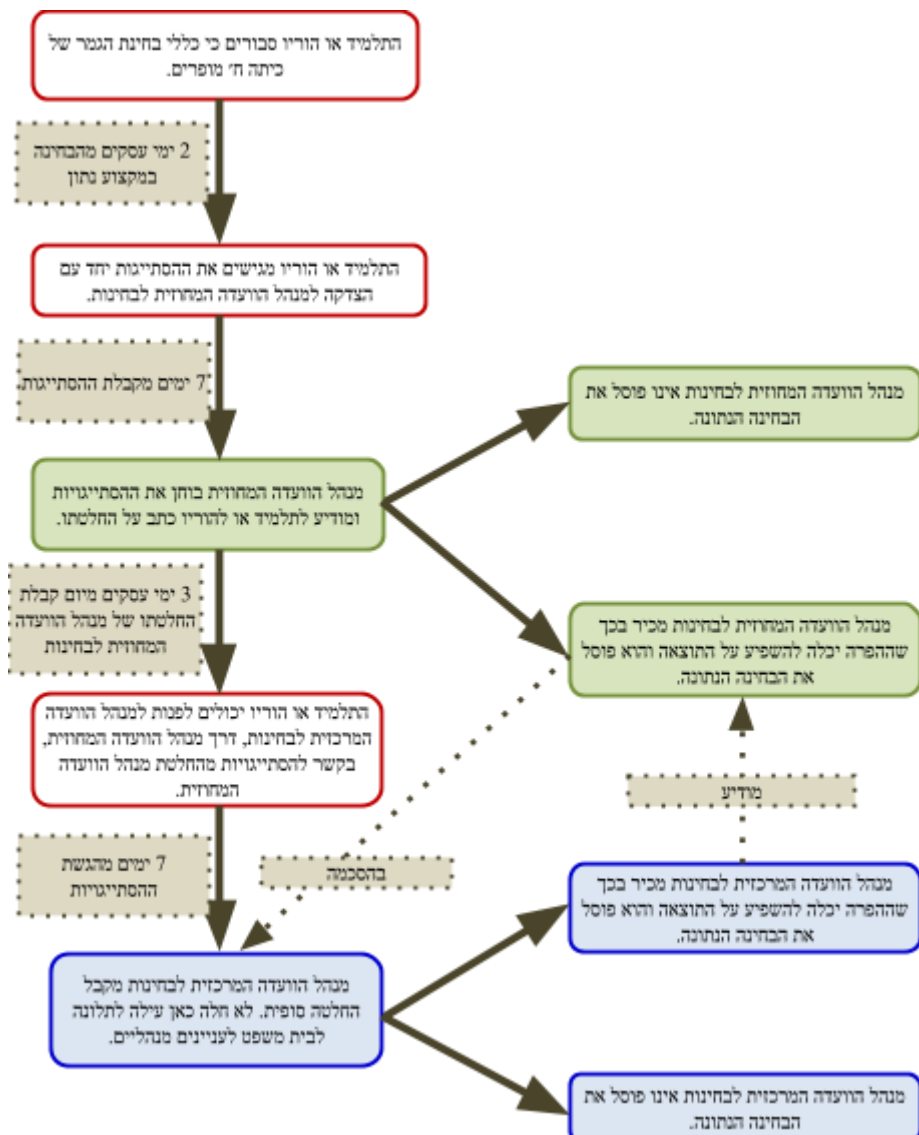 התלמיד או הוריו סבורים כי כללי בחינת הגמר של
כיתה ח׳ מופרים.
2 ימי עסקים מהבחינה
במקצוע נתון
התלמיד או הוריו מגישים את ההסתייגות יחד עם
הצדקה למנהל הוועדה המחוזית לבחינות.
7 ימים מקבלת ההסתייגות
מנהל הוועדה המחוזית לבחינות אינו פוסל את
הבחינה הנתונה.
מנהל הוועדה המחוזית בוחן את ההסתייגויות
ומודיע לתלמיד או להוריו כתב על החלטתו.
3 ימי עסקים מיום קבלת
החלטתו של מנהל הוועדה
המחוזית לבחינות
מנהל הוועדה המחוזית לבחינות מכיר בכך
שההפרה יכלה להשפיע על התוצאה והוא פוסל
את הבחינה הנתונה.
התלמיד או הוריו יכולים לפנות למנהל הוועדה
המרכזית לבחינות, דרך מנהל הוועדה המחוזית,
בקשר להסתייגויות מהחלטת מנהל הוועדה
המחוזית.
מודיע
7 ימים מהגשת
ההסתייגויות
בהסכמה
מנהל הוועדה המרכזית לבחינות מכיר בכך
שההפרה יכלה להשפיע על התוצאה והוא פוסל
את הבחינה הנתונה.
מנהל הוועדה המרכזית לבחינות מקבל
החלטה סופית. לא חלה כאן עילה לתלונה
לבית משפט לעניינים מנהליים.
מנהל הוועדה המרכזית לבחינות אינו פוסל את
הבחינה הנתונה.